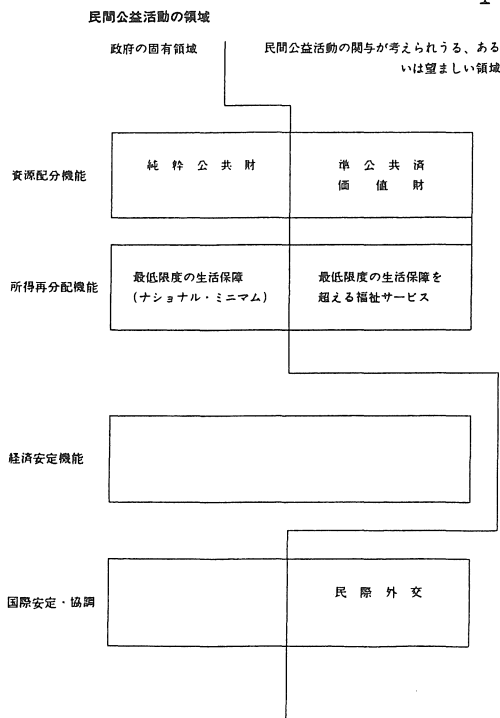 民間公益活動の領域
政府の固有領域
民間公益活動の関与が考えられうる、ある
いは望ましい領域
資源配分機能
純粋公共財
準公共済
価値財
所得再分配機能
最低限度の生活保障
(ナショナル・ミニマム)
最低限度の生活保障を
超える福祉サービス
経済安定機能
国際安定・協調
民際外交